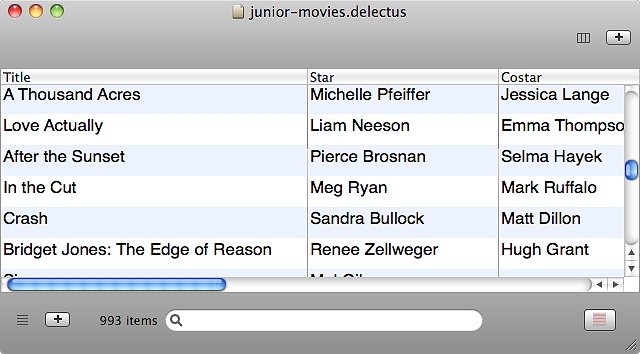 junior-movies.delectus
Title Star Costar
A Thousand Acres Michelle Pfeiffer Jessica Lange
Love Actually Liam Neeson Emma Thompso
After the Sunset Pierce Brosnan Selma Hayek
In the Cut Meg Ryan Mark Ruffalo
Crash Sandra Bullock Matt Dillon
Bridget Jones: The Edge of Reason Renee Zellweger Hugh Grant
993 items